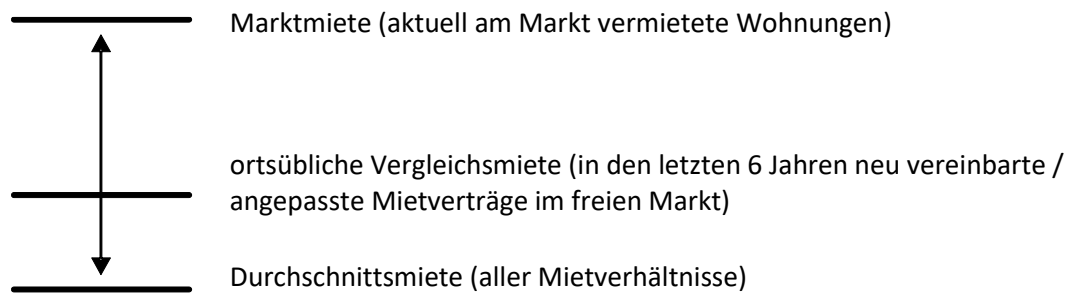 Marktmiete (aktuell am Markt vermietete Wohnungen)
ortsübliche Vergleichsmiete (in den letzten 6 Jahren neu vereinbarte /
angepasste Mietverträge im freien Markt)
Durchschnittsmiete (aller Mietverhältnisse)